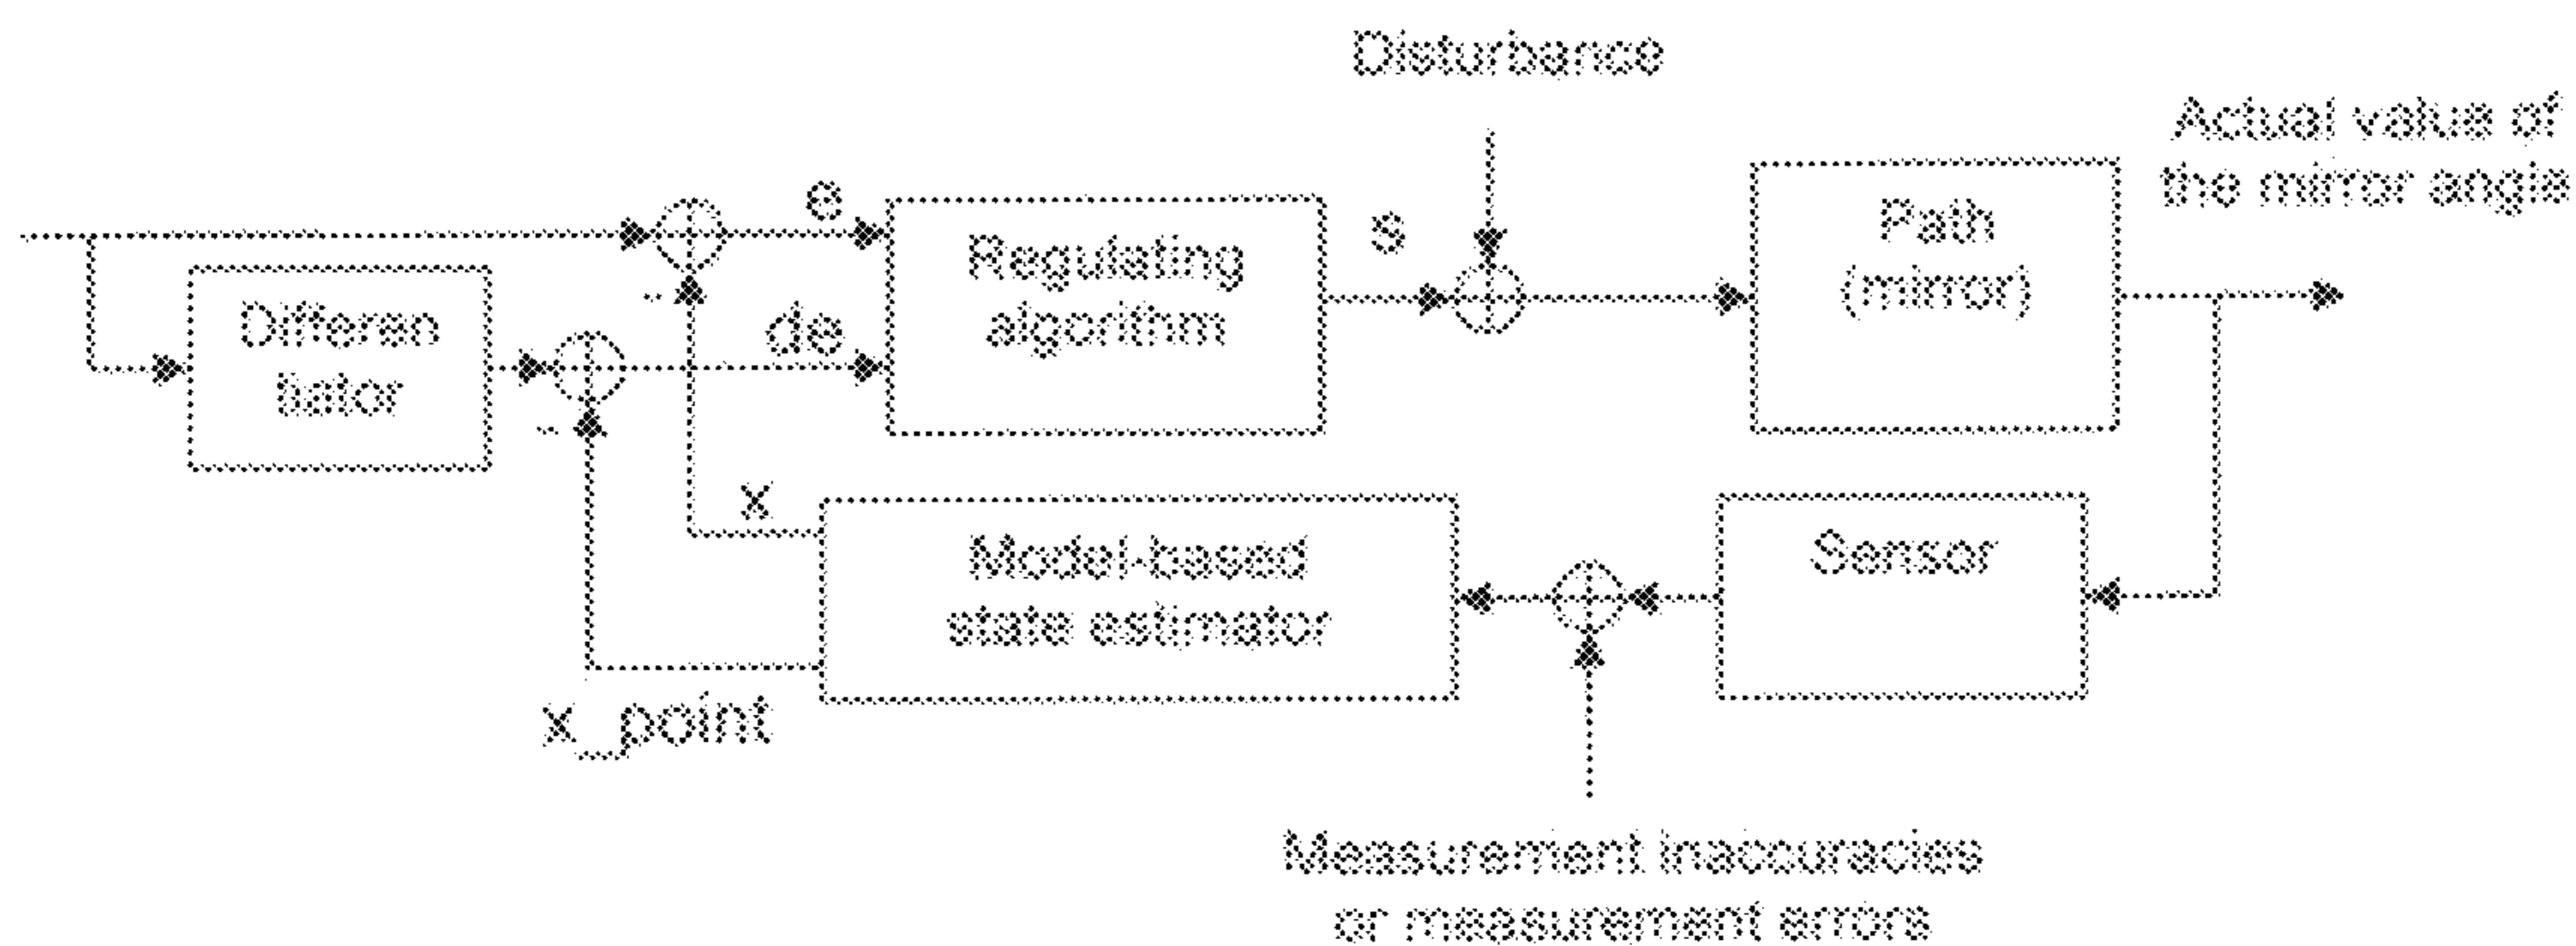 Disturbance
Actual value of
the mirror angle
e
Regulating
algorithm
s
Path
(mirror)
Differen
tiator
-
de
-
x
Model-based
state estimator
Sensor
x_point
Measurement inaccuracies
or measurement errors